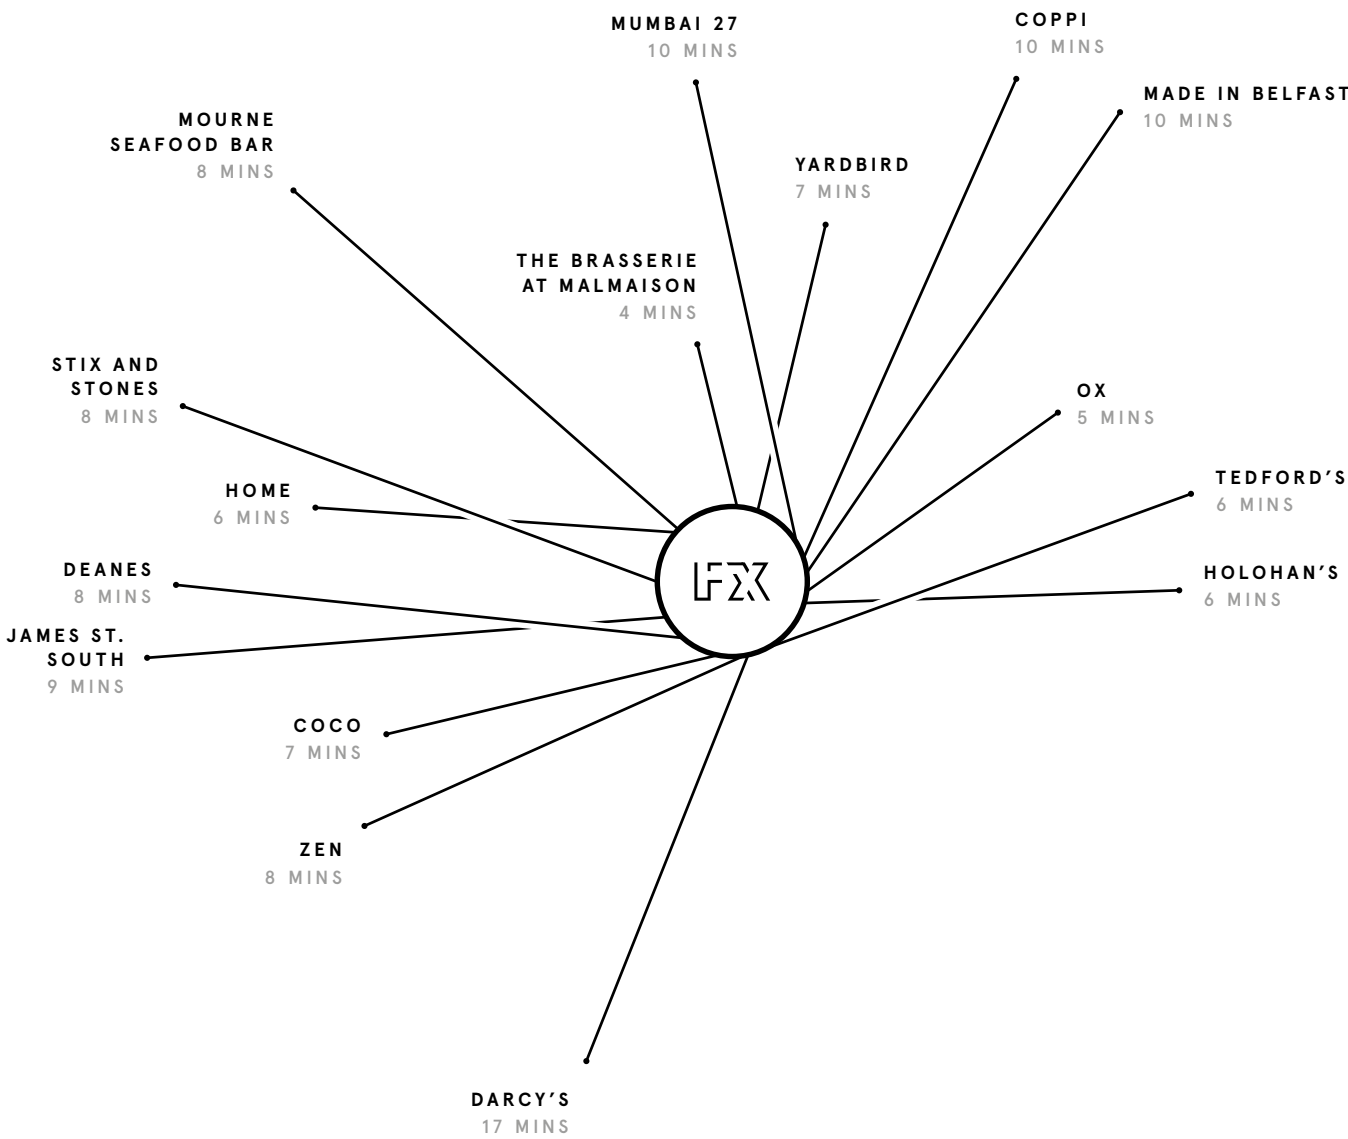 MUMBAI 27
10 MINS
COPPI
10 MINS
MADE IN BELFAST
10 MINS
MOURNE
SEAFOOD BAR
8 MINS
YARDBIRD
7 MINS
THE BRASSERIE
AT MALMAISON
4 MINS
STIX AND
STONES
8 MINS
OX
5 MINS
HOME
6 MINS
TEDFORD’S
6 MINS
DEANES
8 MINS
HOLOHAN’S
6 MINS
FX
JAMES ST.
SOUTH
9 MINS
COCO
7 MINS
ZEN
8 MINS
DARCY’S
17 MINS